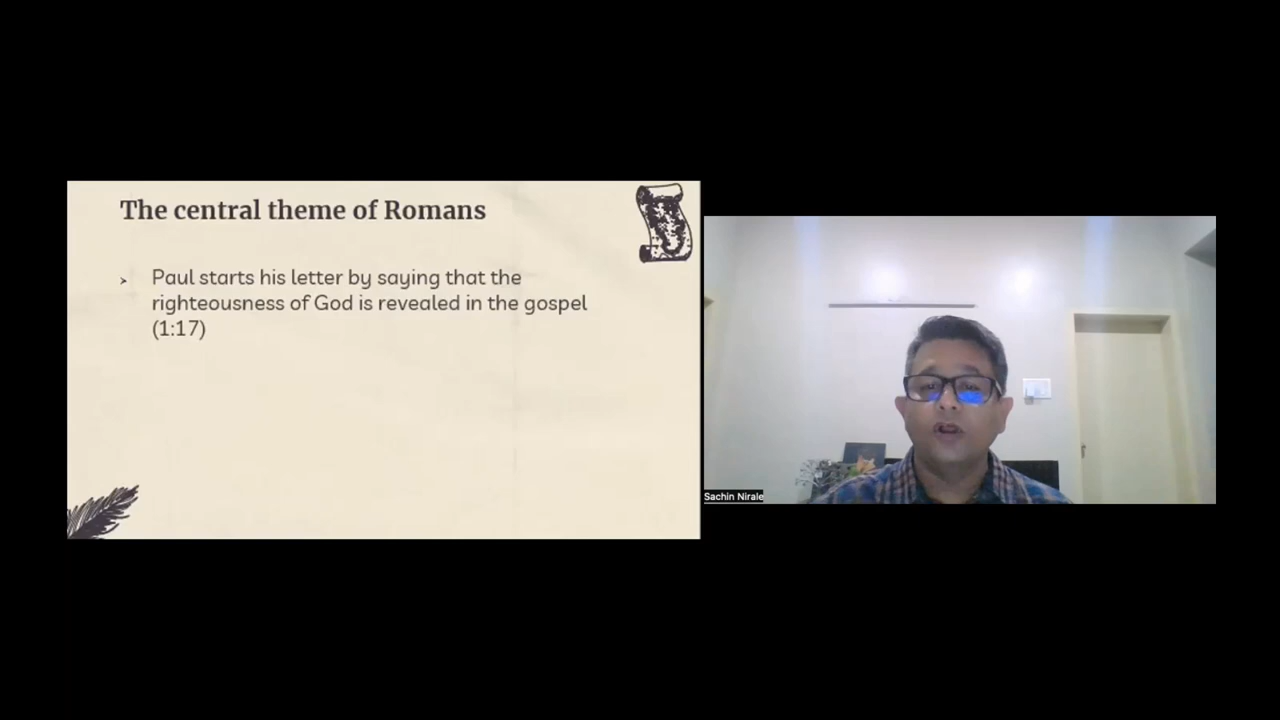 The central theme of Romans
Paul starts his letter by saying that the
righteousness of God is revealed in the gospel
(1:17)
Sachin Nirale